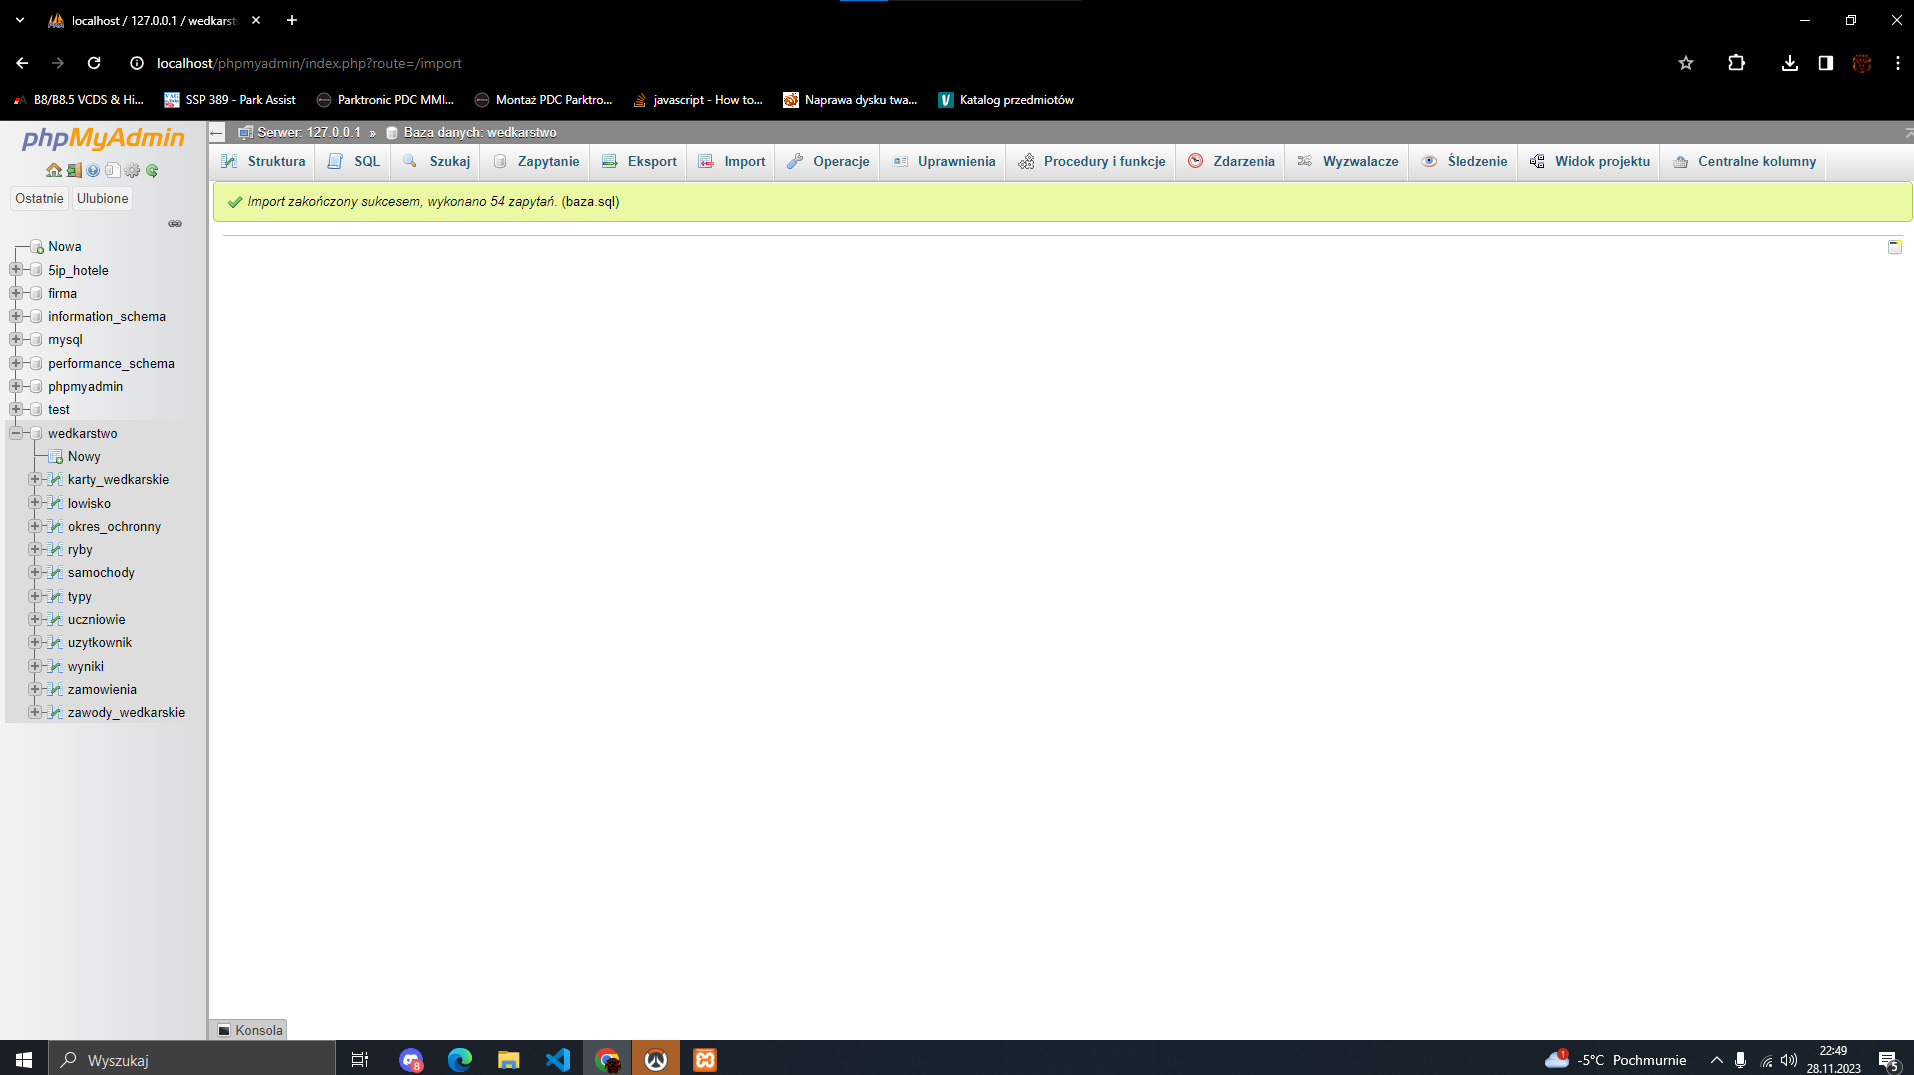 localhost / 127.0.0.1 / wedkarst
localhost/phpmyadmin/index.php?route=/import
B8/B8.5 VCDS & Hi...
SSP 389 - Park Assist
Parktronic PDC MMI...
Montaż PDC Parktro...
javascript - How to...
Naprawa dysku twa...
Katalog przedmiotów
phpMyAdmin
Ostatnie
Ulubione
Nowa
5ip_hotele
firma
information_schema
mysql
performance_schema
phpmyadmin
test
wedkarstwo
Nowy
karty_wedkarskie
lowisko
okres_ochronny
ryby
samochody
typy
uczniowie
uzytkownik
wyniki
zamowienia
zawody_wedkarskie
Serwer: 127.0.0.1 » Baza danych: wedkarstwo
Struktura
SQL
Szukaj
Zapytanie
Eksport
Import
Operacje
Uprawnienia
Procedury i funkcje
Zdarzenia
Wyzwalacze
Śledzenie
Widok projektu
Centralne kolumny
Import zakończony sukcesem, wykonano 54 zapytań. (baza.sql)
Konsola
Wyszukaj
8
1
-5°C Pochmurnie
22:49
28.11.2023
5